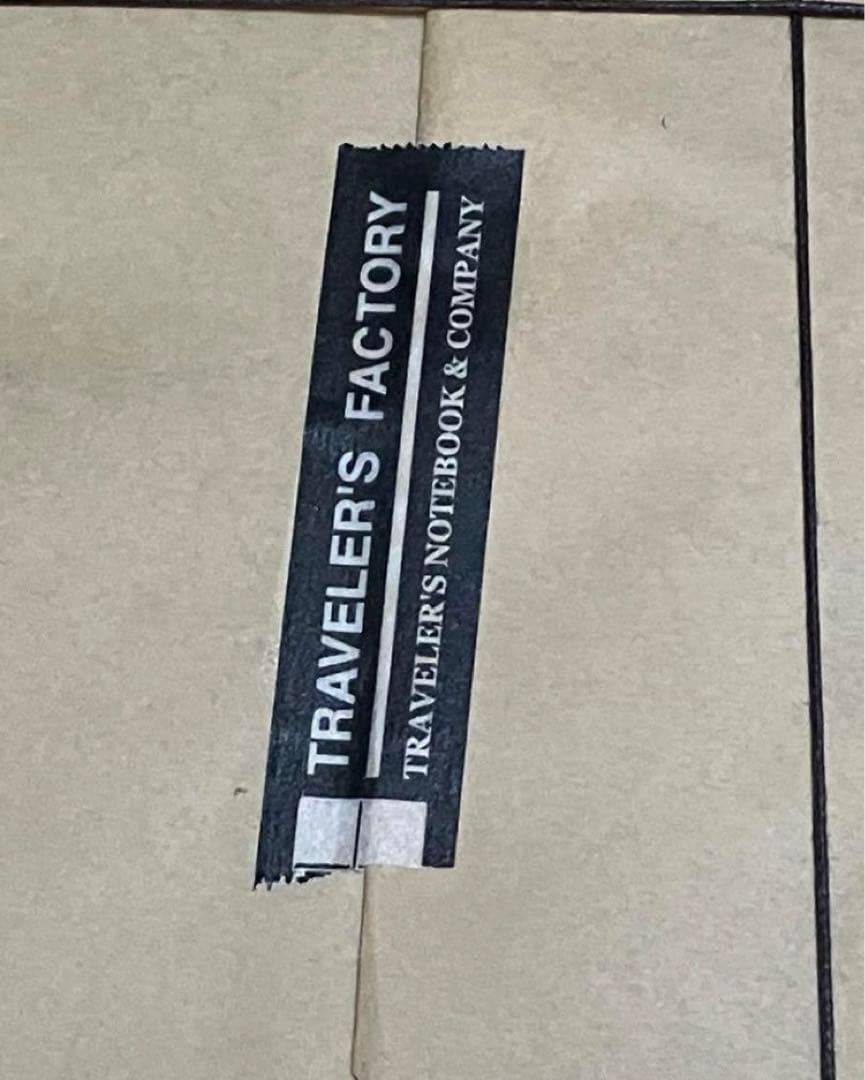 TRAVELER'S FACTORY
TRAVELER'S NOTEBOOK & COMPANY